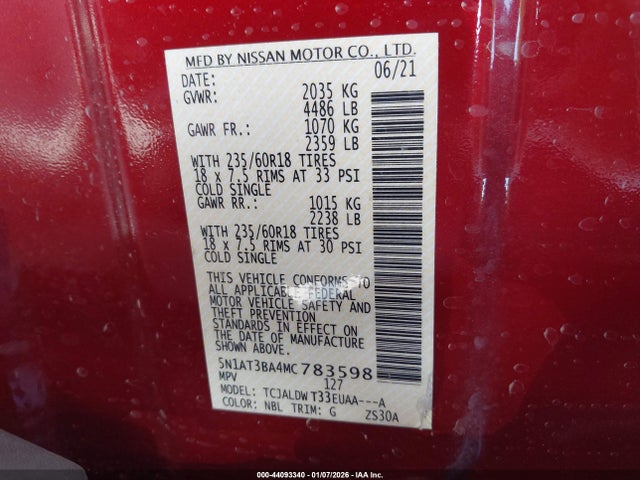 MFD BY NISSAN MOTOR CO., LTD.
DATE: 06/21
GVWR: 2035 KG
4486 LB
GAWR FR.: 1070 KG
2359 LB
WITH 235/60R18 TIRES
18 x 7.5 RIMS AT 33 PSI
COLD SINGLE
GAWR RR.: 1015 KG
2238 LB
WITH 235/60R18 TIRES
18 x 7.5 RIMS AT 30 PSI
COLD SINGLE
THIS VEHICLE CONFORMS TO
ALL APPLICABLE FEDERAL
MOTOR VEHICLE SAFETY AND
THEFT PREVENTION
STANDARDS IN EFFECT ON
THE DATE OF MANUFACTURE
SHOWN ABOVE.
5N1AT3BA4MC 783598
MPV 127
MODEL: TCJALDW T33EUAA---A
COLOR: NBL TRIM: G ZS30A
000-44093340 - 01/07/2026 - IAA Inc.